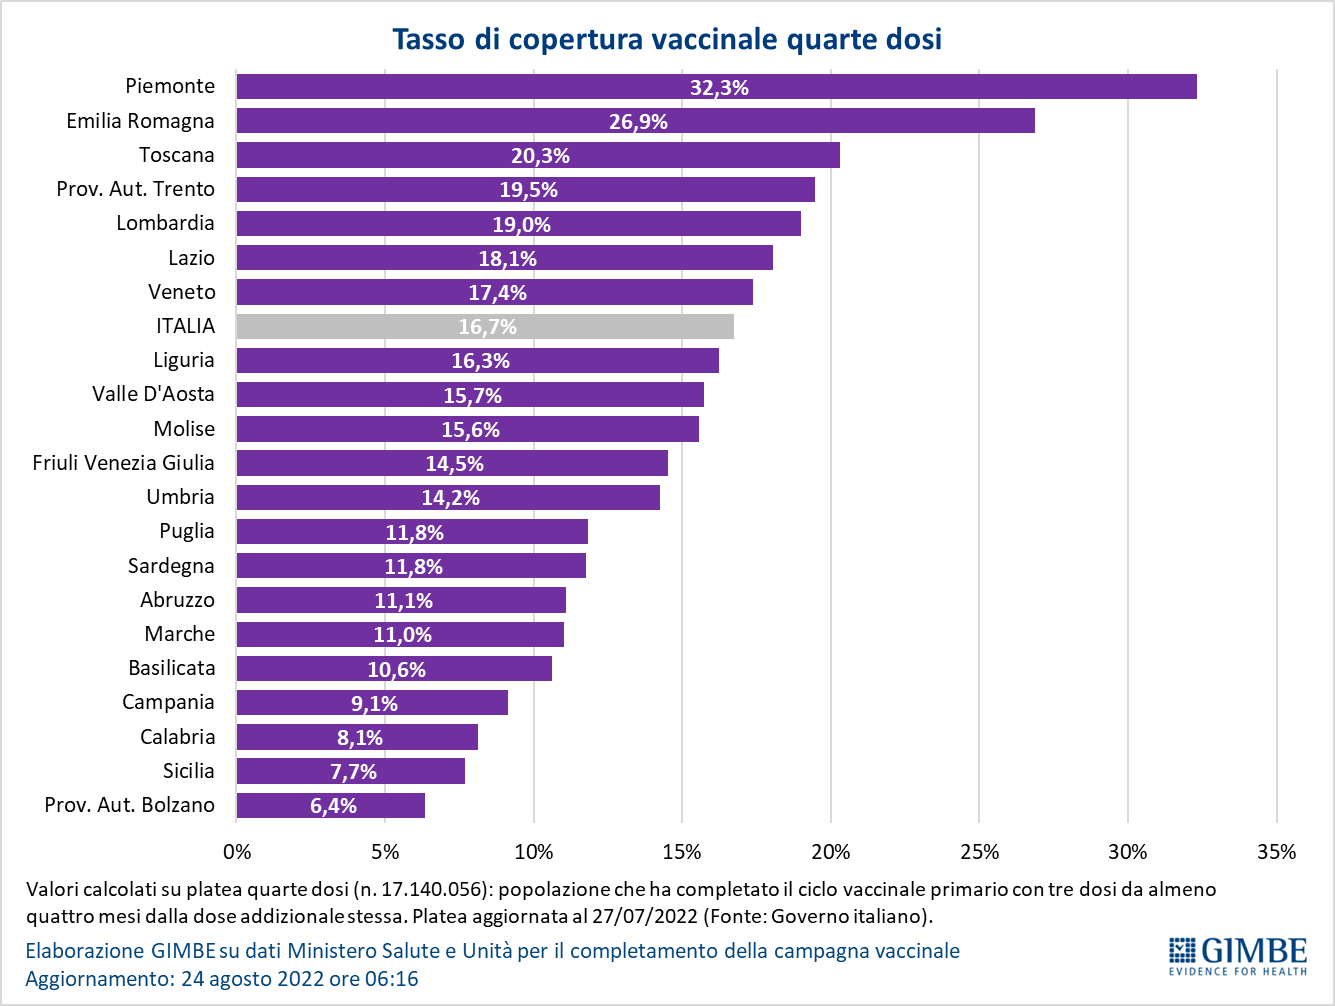 Tasso di copertura vaccinale quarte dosi
Piemonte 32,3%
Emilia Romagna 26,9%
Toscana 20,3%
Prov. Aut. Trento 19,5%
Lombardia 19,0%
Lazio 18,1%
Veneto 17,4%
ITALIA 16,7%
Liguria 16,3%
Valle D'Aosta 15,7%
Molise 15,6%
Friuli Venezia Giulia 14,5%
Umbria 14,2%
Puglia 11,8%
Sardegna 11,8%
Abruzzo 11,1%
Marche 11,0%
Basilicata 10,6%
Campania 9,1%
Calabria 8,1%
Sicilia 7,7%
Prov. Aut. Bolzano 6,4%
0% 5% 10% 15% 20% 25% 30% 35%
Valori calcolati su platea quarte dosi (n. 17.140.056): popolazione che ha completato il ciclo vaccinale primario con tre dosi da almeno
quattro mesi dalla dose addizionale stessa. Platea aggiornata al 27/07/2022 (Fonte: Governo italiano).
Elaborazione GIMBE su dati Ministero Salute e Unità per il completamento della campagna vaccinale
Aggiornamento: 24 agosto 2022 ore 06:16
GIMBE
EVIDENCE FOR HEALTH